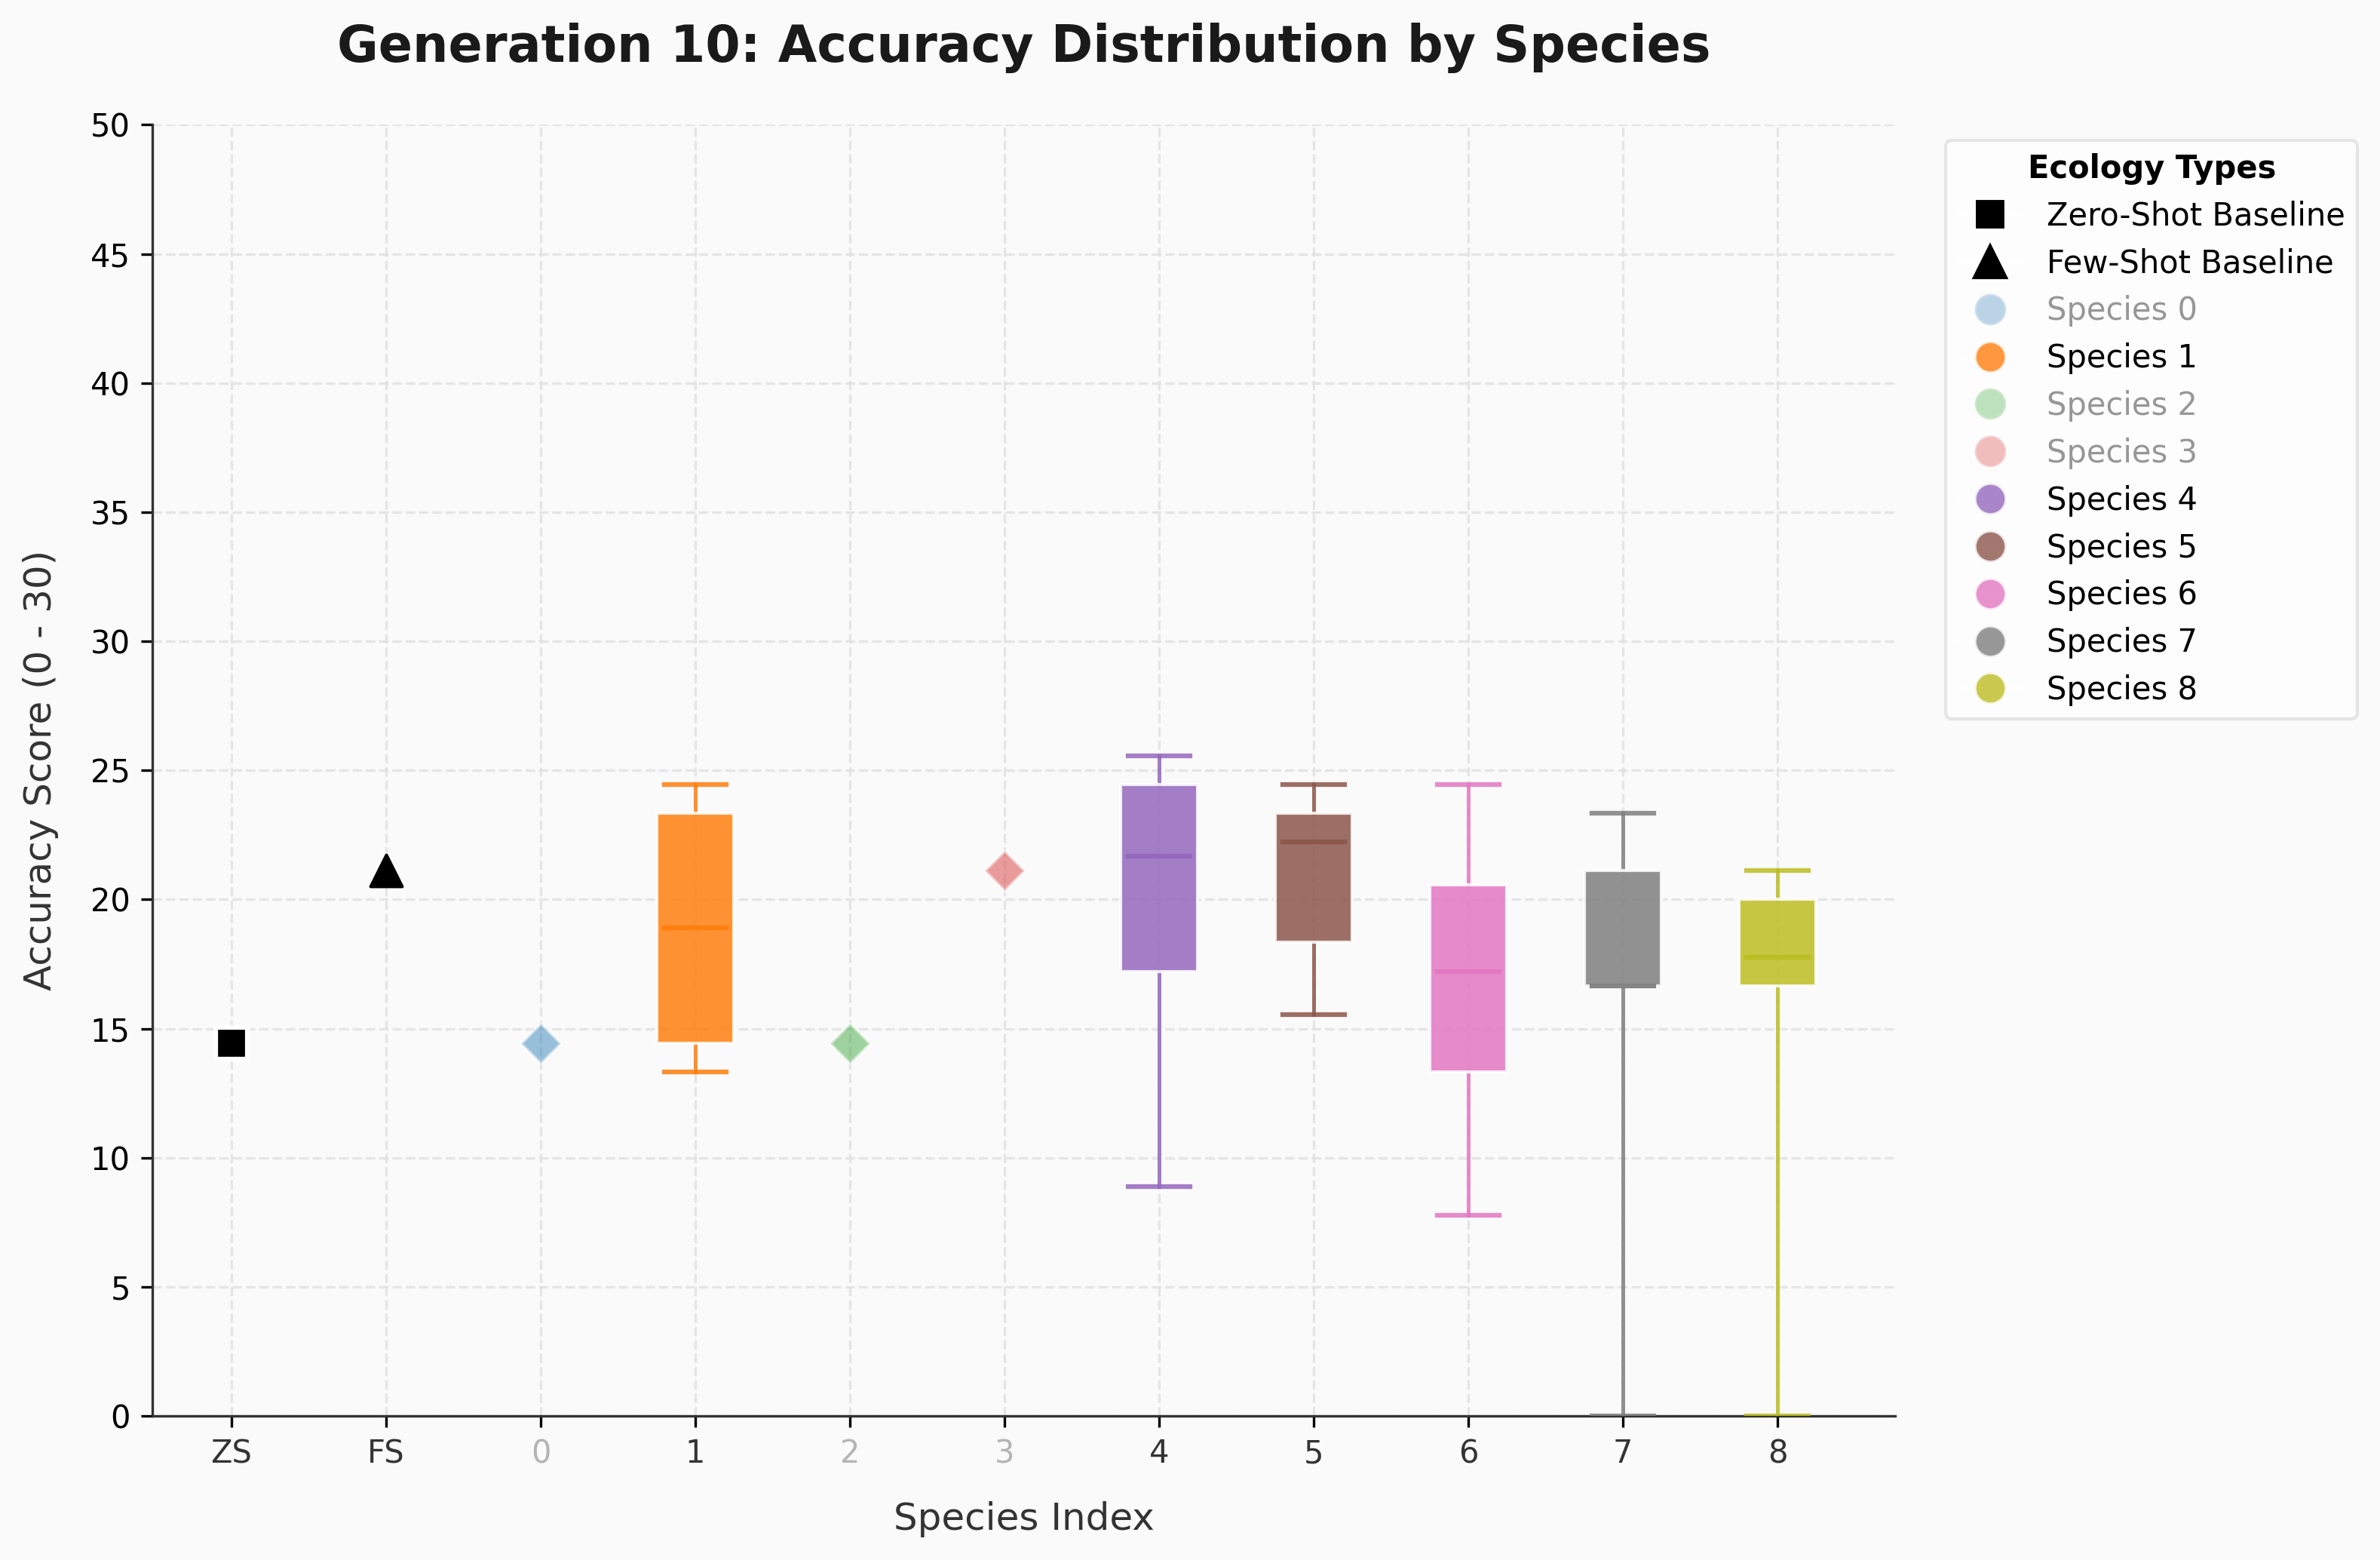 Generation 10: Accuracy Distribution by Species
50
45
40
35
30
25
20
15
10
5
0
Accuracy Score (0 - 30)
ZS FS 0 1 2 3 4 5 6 7 8
Species Index
Ecology Types
Zero-Shot Baseline
Few-Shot Baseline
Species 0
Species 1
Species 2
Species 3
Species 4
Species 5
Species 6
Species 7
Species 8